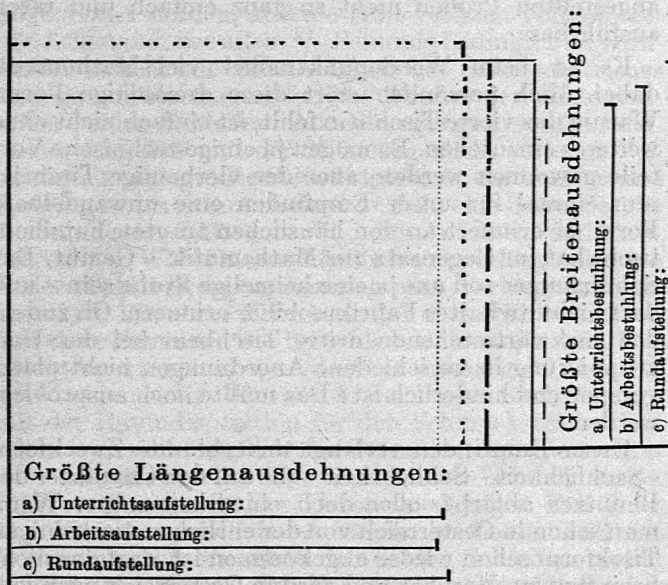 Größte Längenausdehnungen:
a) Unterrichtsaufstellung:
b) Arbeitsaufstellung:
c) Rundaufstellung:
Größte Breitenausdehnungen:
a) Unterrichtsbestuhlung:
b) Arbeitsbestuhlung:
c) Rundaufstellung: